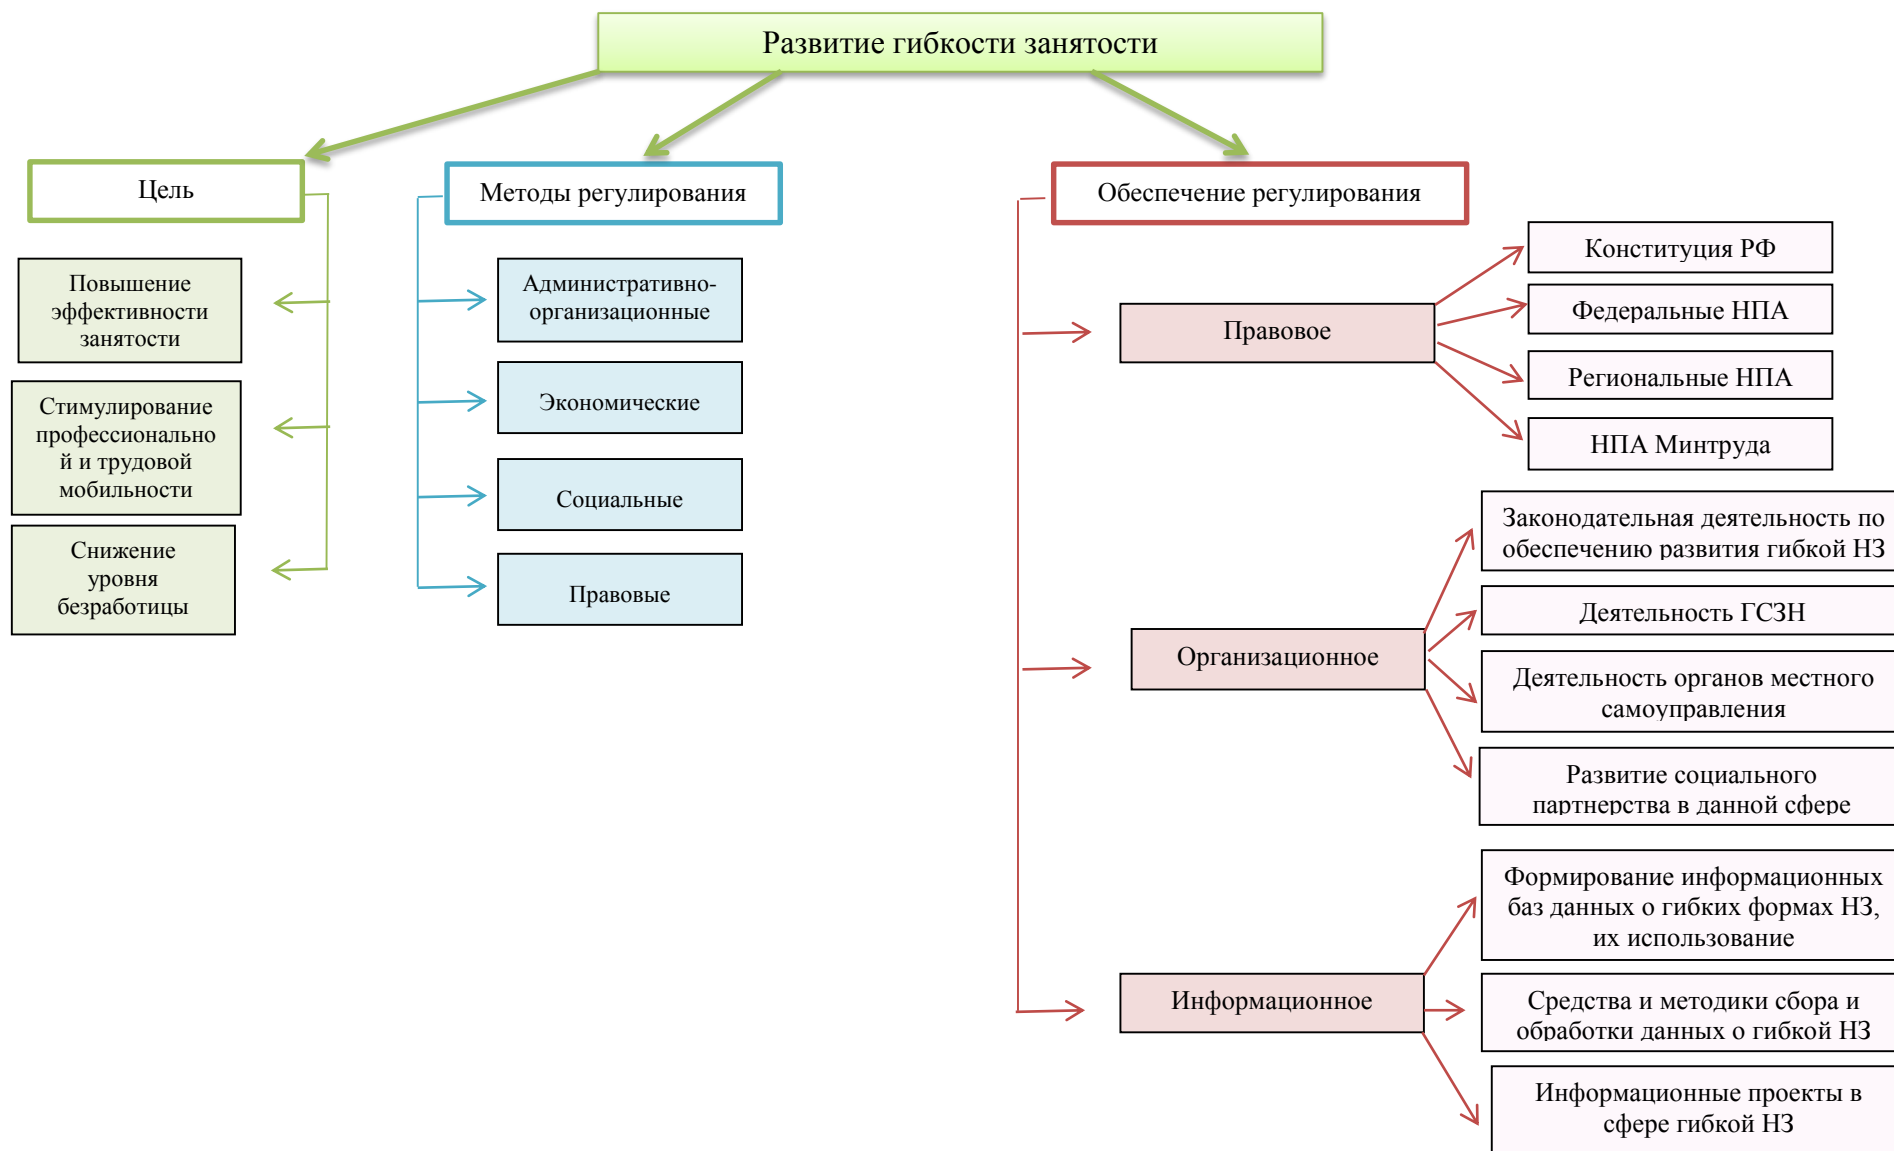 Развитие гибкости занятости
Цель
Повышение
эффективности
занятости
Стимулирование
профессионально
й и трудовой
мобильности
Снижение
уровня
безработицы
Методы регулирования
Административно-
организационные
Экономические
Социальные
Правовые
Обеспечение регулирования
Правовое
Конституция РФ
Федеральные НПА
Региональные НПА
НПА Минтруда
Организационное
Законодательная деятельность по
обеспечению развития гибкой НЗ
Деятельность ГСЗН
Деятельность органов местного
самоуправления
Развитие социального
партнерства в данной сфере
Информационное
Формирование информационных
баз данных о гибких формах НЗ,
их использование
Средства и методики сбора и
обработки данных о гибкой НЗ
Информационные проекты в
сфере гибкой НЗ